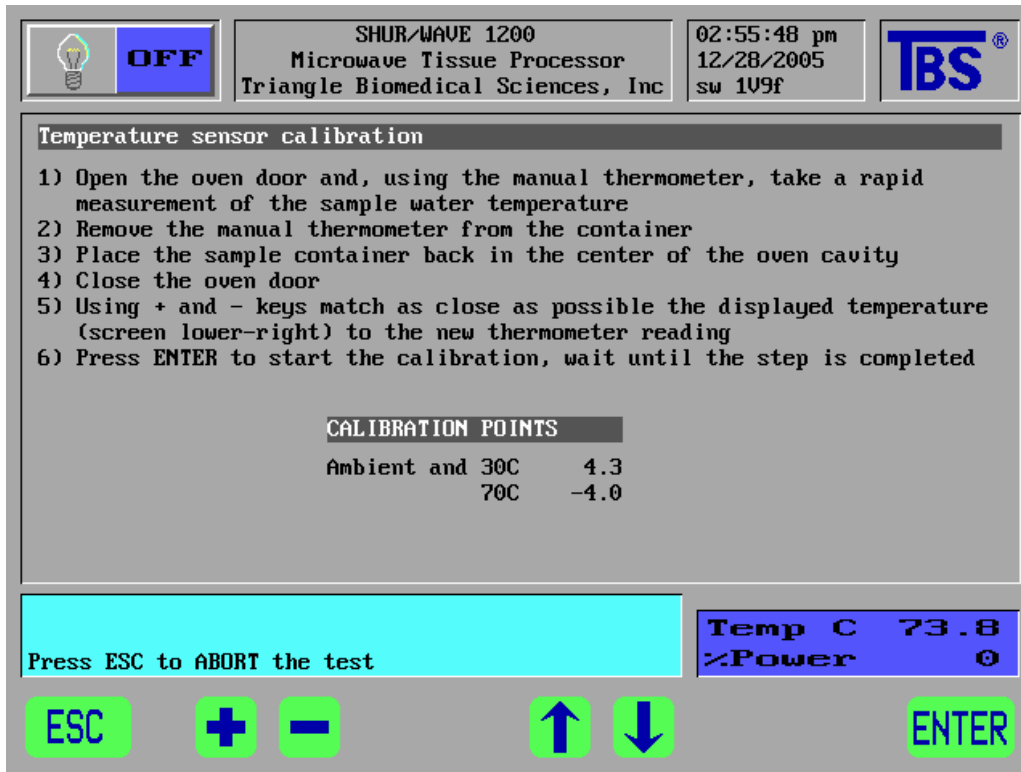 OFF
SHUR/WAVE 1200
Microwave Tissue Processor
Triangle Biomedical Sciences, Inc
02:55:48 pm
12/28/2005
sw 1V9f
TBS®
Temperature sensor calibration
1) Open the oven door and, using the manual thermometer, take a rapid
measurement of the sample water temperature
2) Remove the manual thermometer from the container
3) Place the sample container back in the center of the oven cavity
4) Close the oven door
5) Using + and - keys match as close as possible the displayed temperature
(screen lower-right) to the new thermometer reading
6) Press ENTER to start the calibration, wait until the step is completed
CALIBRATION POINTS
Ambient and 30C 4.3
70C -4.0
Press ESC to ABORT the test
Temp C 73.8
%Power 0
ESC + - ↑ ↓ ENTER